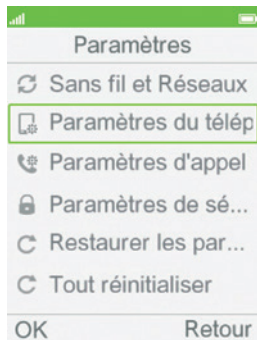 Paramètres
Sans fil et Réseaux
Paramètres du télép
Paramètres d'appel
Paramètres de sé...
Restaurer les par...
Tout réinitialiser
OK Retour